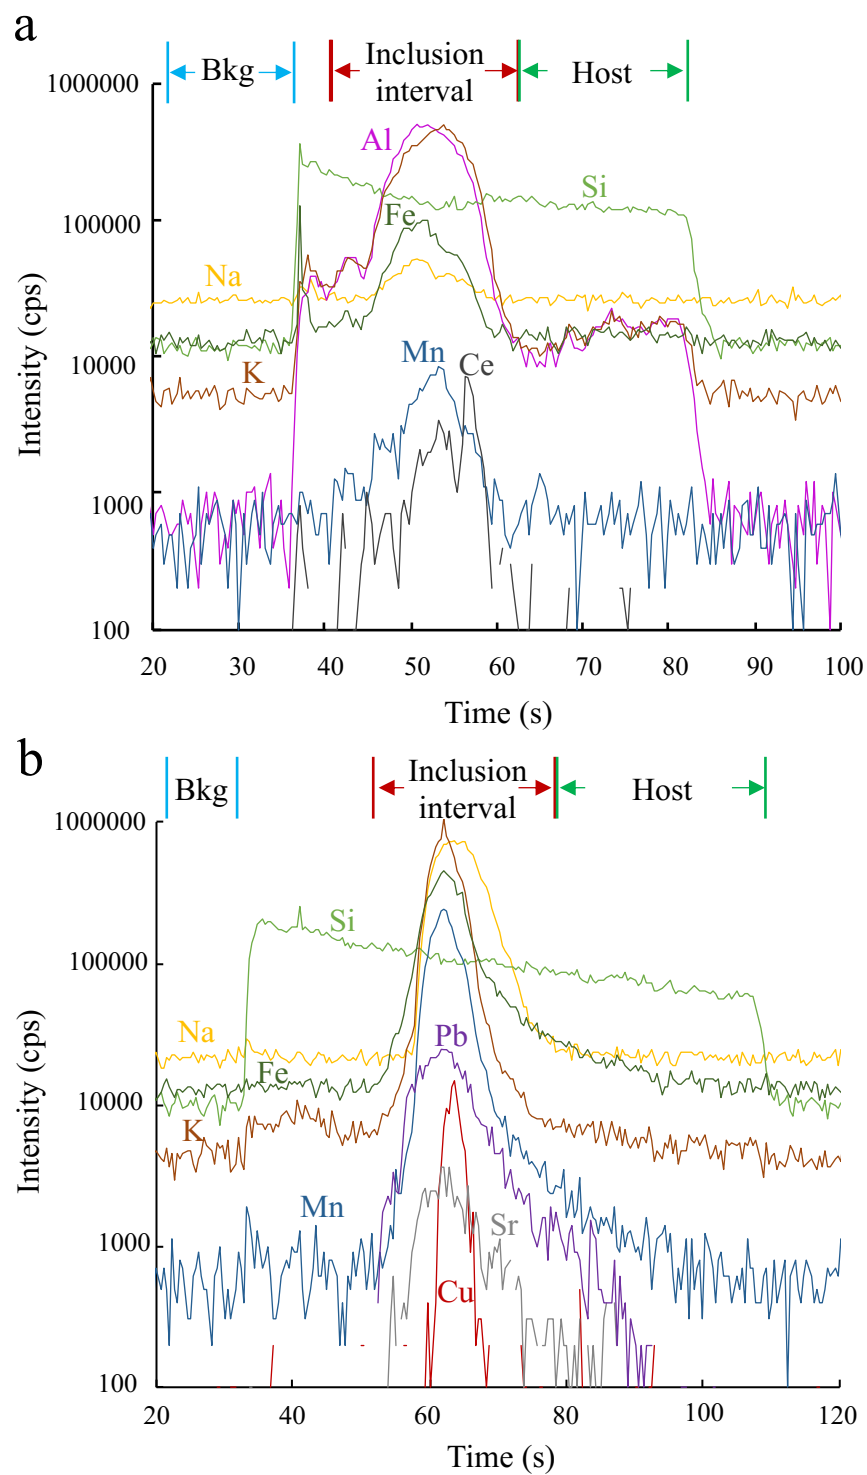 a
Bkg
Inclusion
interval
Host
1000000
Al
Si
100000
Fe
Na
10000
Mn
Ce
K
1000
100
Intensity (cps)
20 30 40 50 60 70 80 90 100
Time (s)
b
Bkg
Inclusion
interval
Host
1000000
Si
100000
Na
Pb
Fe
10000
K
Mn
Sr
1000
Cu
100
Intensity (cps)
20 40 60 80 100 120
Time (s)